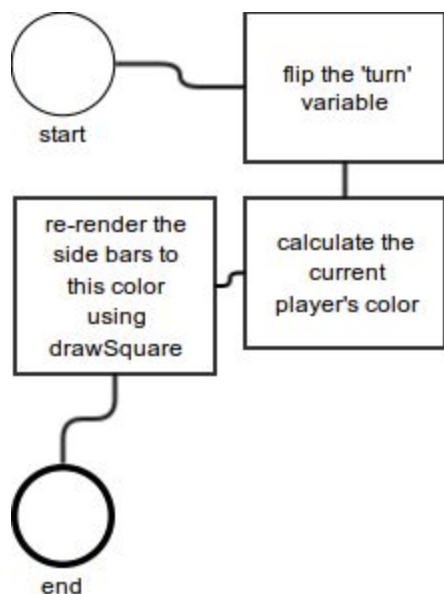 start
flip the 'turn'
variable
calculate the
current
player's color
re-render the
side bars to
this color
using
drawSquare
end